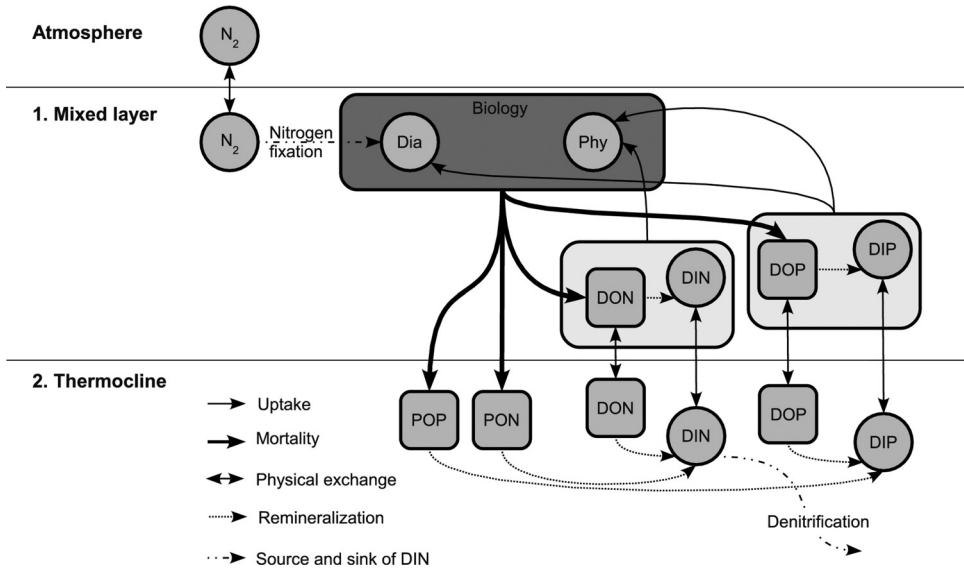 Atmosphere
N2
1. Mixed layer
Biology
N2
Nitrogen
fixation
Dia
Phy
DON
DIN
DOP
DIP
2. Thermocline
POP
PON
DON
DIN
DOP
DIP
Uptake
Mortality
Physical exchange
Remineralization
Source and sink of DIN
Denitrification